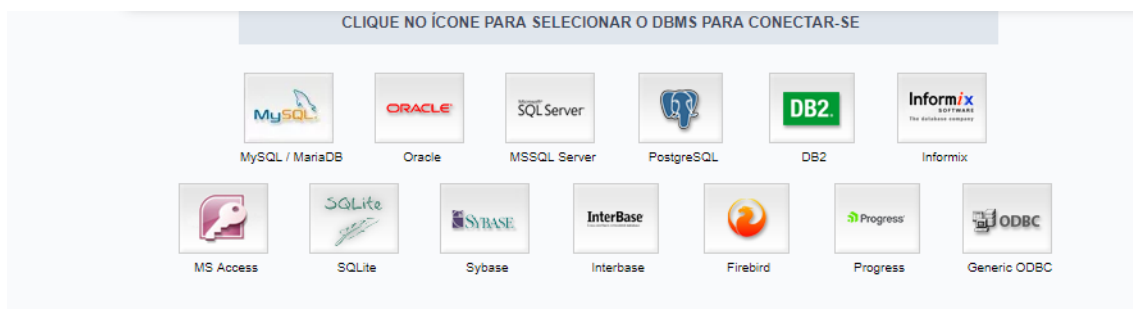 CLIQUE NO ÍCONE PARA SELECIONAR O DBMS PARA CONECTAR-SE
MySQL ORACLE Microsoft SQL Server DB2. Informix
SOFTWARE
The database company
MySQL / MariaDB Oracle MSSQL Server PostgreSQL DB2 Informix
SQLite SYBASE InterBase Progress ODBC
MS Access SQLite Sybase Interbase Firebird Progress Generic ODBC